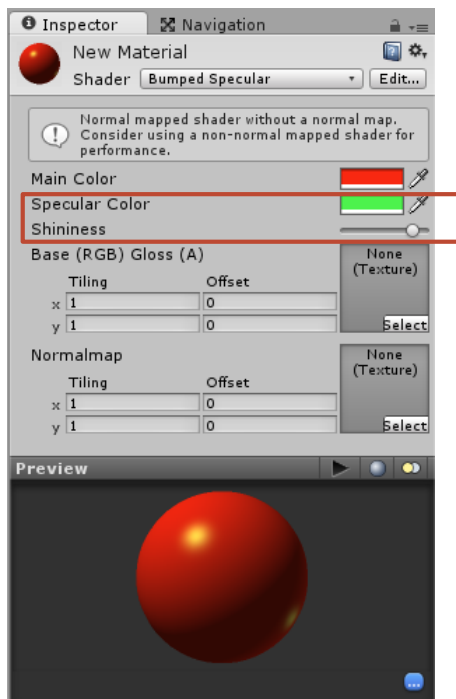 Inspector Navigation
New Material
Shader Bumped Specular Edit...
Normal mapped shader without a normal map.
Consider using a non-normal mapped shader for
performance.
Main Color
Specular Color
Shininess
Base (RGB) Gloss (A) None
(Texture)
Tiling Offset
x 1 0
y 1 0 Select
Normalmap None
(Texture)
Tiling Offset
x 1 0
y 1 0 Select
Preview